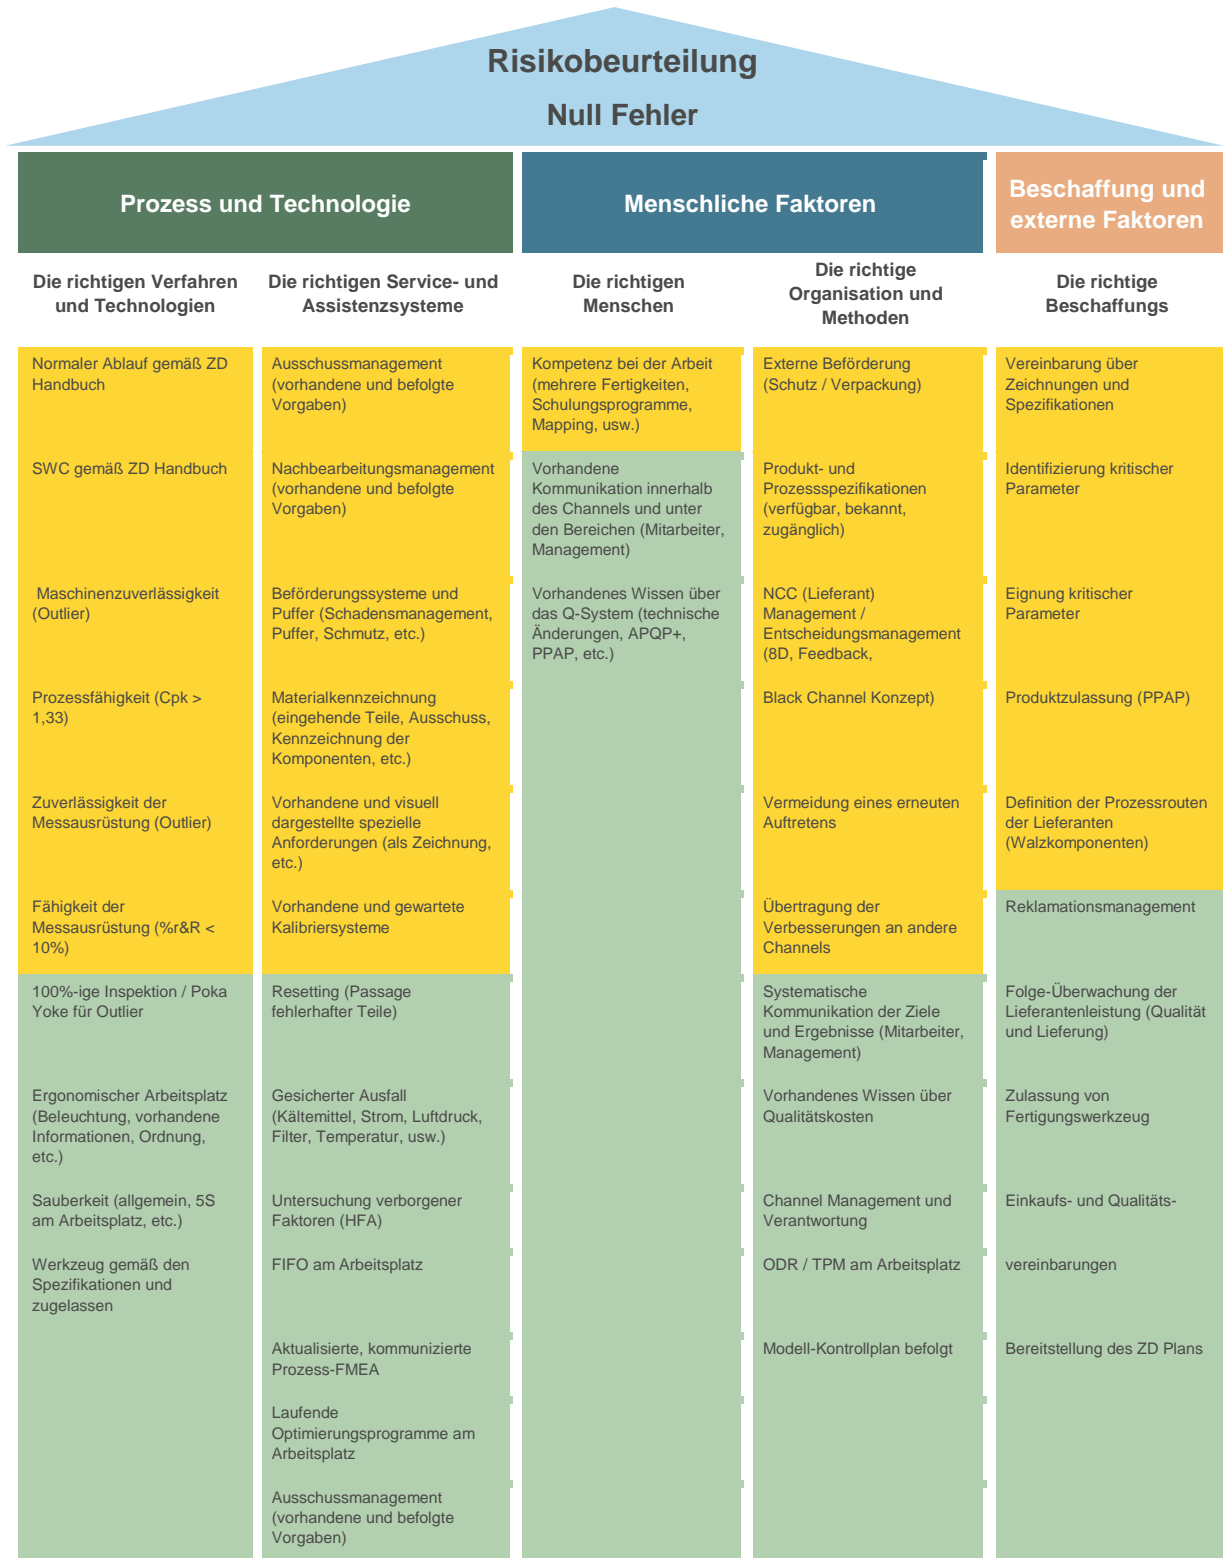 Risikobeurteilung
Null Fehler
Prozess und Technologie
Menschliche Faktoren
Beschaffung und
externe Faktoren
Die richtigen Verfahren
und Technologien
Die richtigen Service- und
Assistenzsysteme
Die richtigen
Menschen
Die richtige
Organisation und
Methoden
Die richtige
Beschaffungs
Normaler Ablauf gemäß ZD
Handbuch
SWC gemäß ZD Handbuch
Maschinenzuverlässigkeit
(Outlier)
Prozessfähigkeit (Cpk >
1,33)
Zuverlässigkeit der
Messausrüstung (Outlier)
Fähigkeit der
Messausrüstung (%r&R <
10%)
100%-ige Inspektion / Poka
Yoke für Outlier
Ergonomischer Arbeitsplatz
(Beleuchtung, vorhandene
Informationen, Ordnung,
etc.)
Sauberkeit (allgemein, 5S
am Arbeitsplatz, etc.)
Werkzeug gemäß den
Spezifikationen und
zugelassen
Ausschussmanagement
(vorhandene und befolgte
Vorgaben)
Nachbearbeitungsmanagement
(vorhandene und befolgte
Vorgaben)
Beförderungssysteme und
Puffer (Schadensmanagement,
Puffer, Schmutz, etc.)
Materialkennzeichnung
(eingehende Teile, Ausschuss,
Kennzeichnung der
Komponenten, etc.)
Vorhandene und visuell
dargestellte spezielle
Anforderungen (als Zeichnung,
etc.)
Vorhandene und gewartete
Kalibriersysteme
Resetting (Passage
fehlerhafter Teile)
Gesicherter Ausfall
(Kältemittel, Strom, Luftdruck,
Filter, Temperatur, usw.)
Untersuchung verborgener
Faktoren (HFA)
FIFO am Arbeitsplatz
Aktualisierte, kommunizierte
Prozess-FMEA
Laufende
Optimierungsprogramme am
Arbeitsplatz
Ausschussmanagement
(vorhandene und befolgte
Vorgaben)
Kompetenz bei der Arbeit
(mehrere Fertigkeiten,
Schulungsprogramme,
Mapping, usw.)
Vorhandene
Kommunikation innerhalb
des Channels und unter
den Bereichen (Mitarbeiter,
Management)
Vorhandenes Wissen über
das Q-System (technische
Änderungen, APQP+,
PPAP, etc.)
Externe Beförderung
(Schutz / Verpackung)
Produkt- und
Prozessspezifikationen
(verfügbar, bekannt,
zugänglich)
NCC (Lieferant)
Management /
Entscheidungsmanagement
(8D, Feedback,
Black Channel Konzept)
Vermeidung eines erneuten
Auftretens
Übertragung der
Verbesserungen an andere
Channels
Systematische
Kommunikation der Ziele
und Ergebnisse (Mitarbeiter,
Management)
Vorhandenes Wissen über
Qualitätskosten
Channel Management und
Verantwortung
ODR / TPM am Arbeitsplatz
Modell-Kontrollplan befolgt
Vereinbarung über
Zeichnungen und
Spezifikationen
Identifizierung kritischer
Parameter
Eignung kritischer
Parameter
Produktzulassung (PPAP)
Definition der Prozessrouten
der Lieferanten
(Walzkomponenten)
Reklamationsmanagement
Folge-Überwachung der
Lieferantenleistung (Qualität
und Lieferung)
Zulassung von
Fertigungswerkzeug
Einkaufs- und Qualitäts-
vereinbarungen
Bereitstellung des ZD Plans